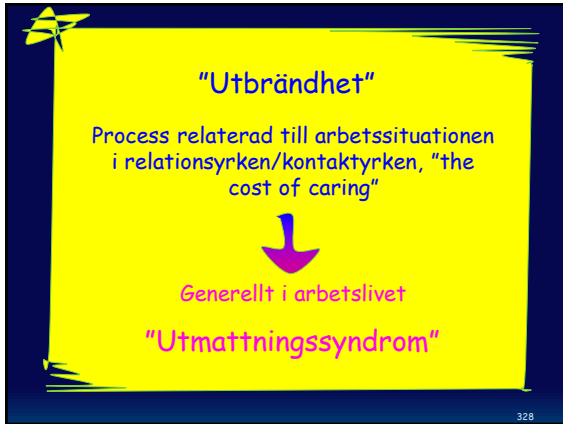 ”Utbrändhet”
Process relaterad till arbetssituationen
i relationsyrken/kontaktyrken, ”the
cost of caring”
Generellt i arbetslivet
”Utmattningssyndrom”
328